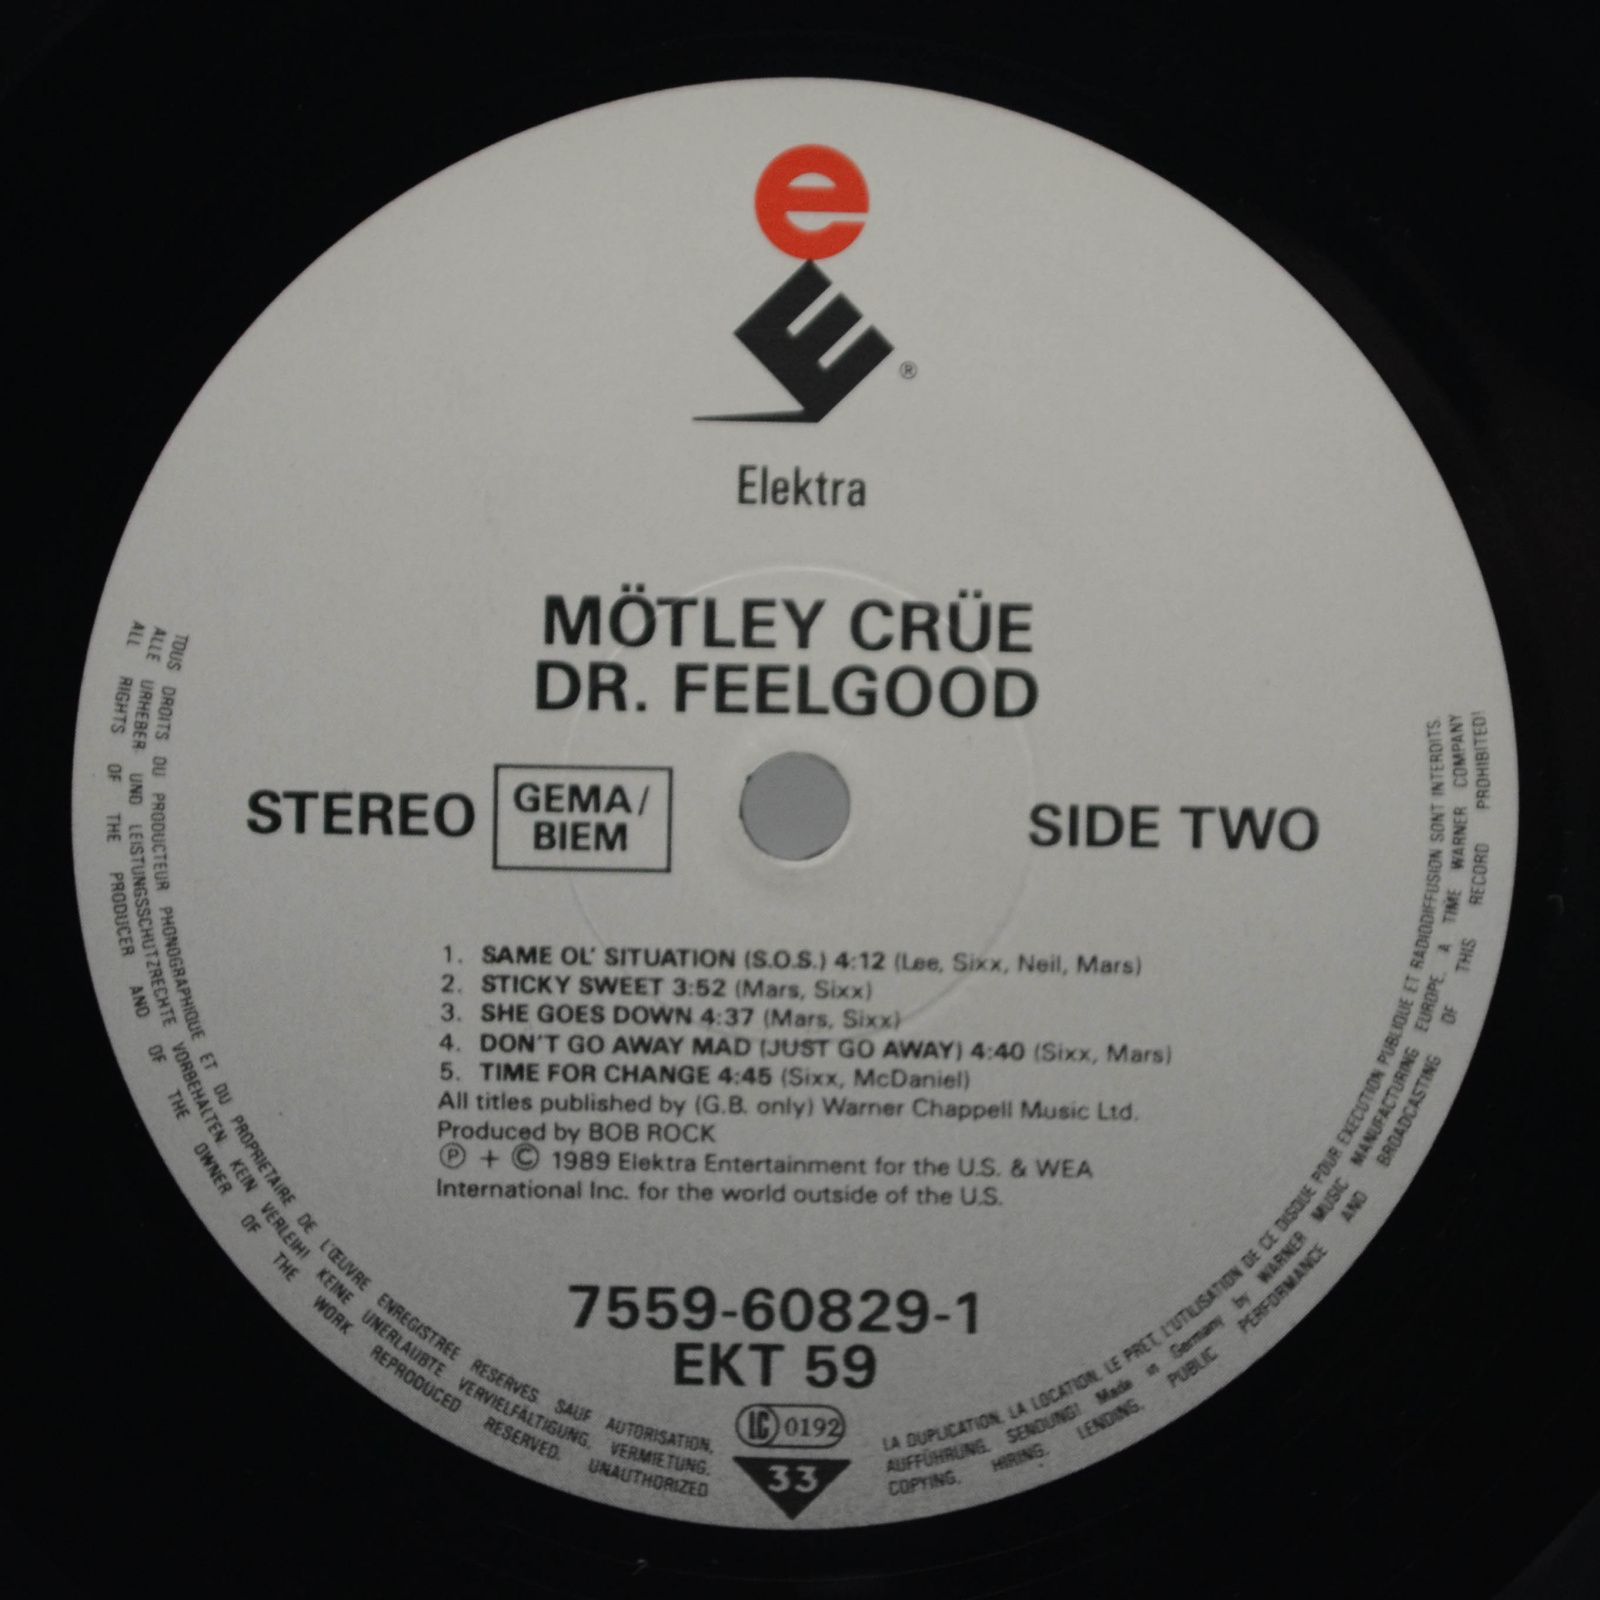 e
E®
Elektra
MÖTLEY CRÜE
DR. FEELGOOD
STEREO
GEMA/
BIEM
SIDE TWO
1. SAME OL' SITUATION (S.O.S.) 4:12 (Lee, Sixx, Neil, Mars)
2. STICKY SWEET 3:52 (Mars, Sixx)
3. SHE GOES DOWN 4:37 (Mars, Sixx)
4. DON'T GO AWAY MAD (JUST GO AWAY) 4:40 (Sixx, Mars)
5. TIME FOR CHANGE 4:45 (Sixx, McDaniel)
All titles published by (G.B. only) Warner Chappell Music Ltd.
Produced by BOB ROCK
Ⓟ + © 1989 Elektra Entertainment for the U.S. & WEA
International Inc. for the world outside of the U.S.
7559-60829-1
EKT 59
LC 0192
33
TOUS DROITS DU PRODUCTEUR PHONOGRAPHIQUE ET DU PROPRIETAIRE DE L'ŒUVRE ENREGISTREE RESERVES. SAUF AUTORISATION, LA DUPLICATION, LA LOCATION, LE PRET, L'UTILISATION DE CE DISQUE POUR EXECUTION PUBLIQUE ET RADIODIFFUSION SONT INTERDITS.
ALLE URHEBER UND LEISTUNGSSCHUTZRECHTE VORBEHALTEN. KEIN VERLEIH! KEINE UNERLAUBTE VERVIELFÄLTIGUNG, VERMIETUNG, AUFFÜHRUNG, SENDUNG! Made in Germany by WARNER MUSIC MANUFACTURING EUROPE. A TIME WARNER COMPANY
ALL RIGHTS OF THE PRODUCER AND OF THE OWNER OF THE WORK REPRODUCED RESERVED. UNAUTHORIZED COPYING, HIRING, LENDING, PUBLIC PERFORMANCE AND BROADCASTING OF THIS RECORD PROHIBITED!